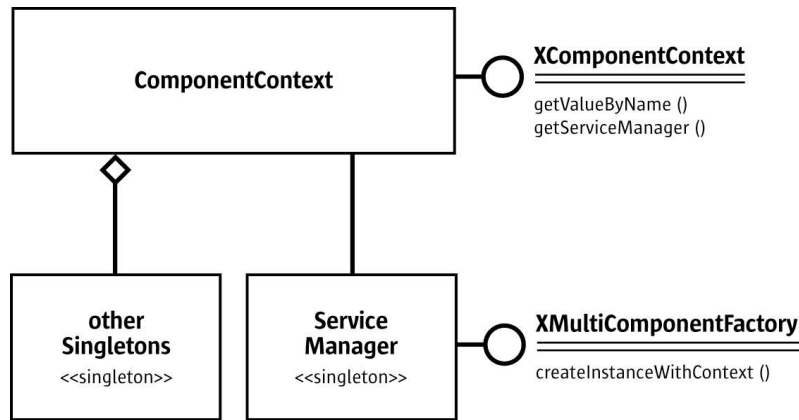 ComponentContext
XComponentContext
getValueByName ()
getServiceManager ()
other
Singletons
<<singleton>>
Service
Manager
<<singleton>>
XMultiComponentFactory
createInstanceWithContext ()